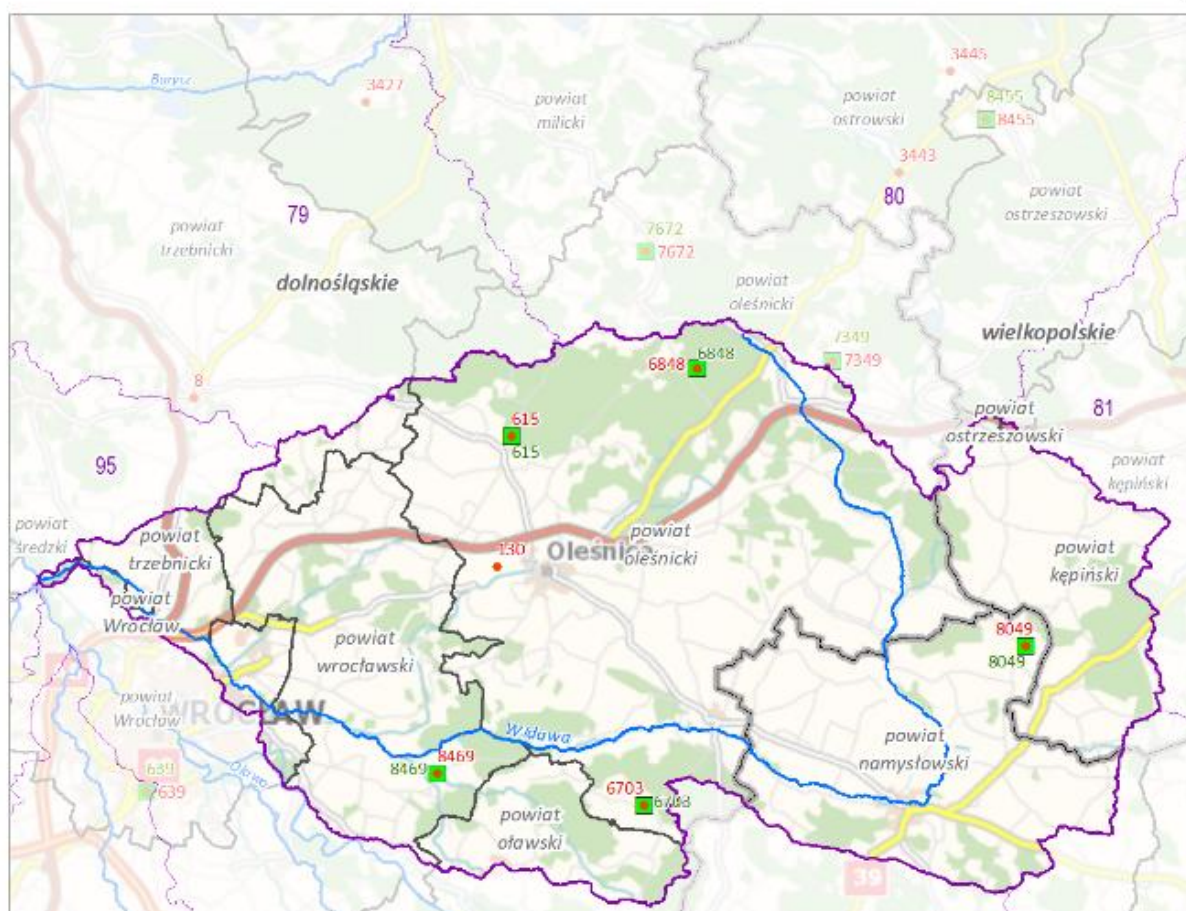 3445
Barycz
3427
8455
8455
powiat
milicki
powiat
ostrowski
3443
powiat
ostrzeszowski
80
79
powiat
trzebnicki
7672
7672
dolnośląskie
powiat
oleśnicki
wielkopolskie
7349
7349
6848
6848
8
81
615
615
powiat
ostrzeszowski
95
powiat
kępiński
powiat
średzki
powiat
trzebnicki
130
Oleśnica
powiat
oleśnicki
powiat
kępiński
powiat
Wrocław
powiat
wrocławski
8049
8049
powiat
Wrocław
WROCŁAW
Widawa
powiat
namysłowski
639
639
Oława
8469
8469
6703
6703
powiat
oławski
39